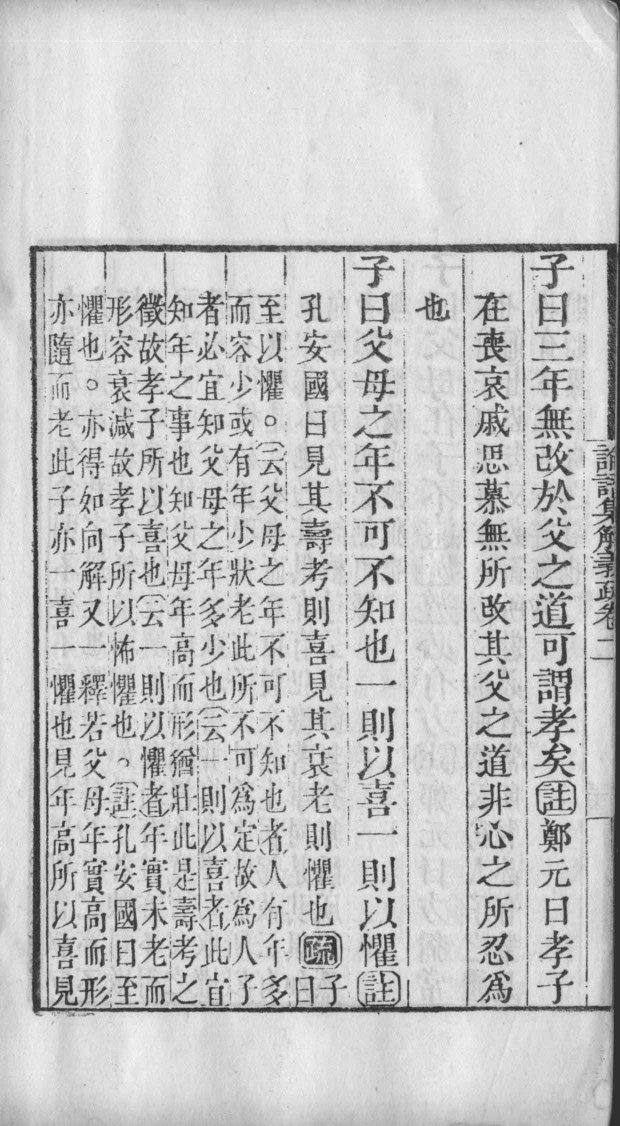 論語集解義疏卷二
子曰三年無改於父之道可謂孝矣註鄭元曰孝子
在喪哀戚思慕無所改其父之道非心之所忍爲
也
子曰父母之年不可不知也一則以喜一則以懼註
孔安國曰見其壽考則喜見其衰老則懼也疏子曰
至以懼。云父母之年不可不知也者人有年多
而容少或有年少狀老此所不可爲定故爲人子
者必宜知父母之年多少也云一則以喜者此宜
知年之事也知父母年高而形猶壯此是壽考之
徵故孝子所以喜也云一則以懼者年實未老而
形容衰減故孝子所以怖懼也。註孔安國曰至
懼也。亦得如向解又一釋若父母年實高而形
亦隨而老此子亦一喜一懼也見年高所以喜見